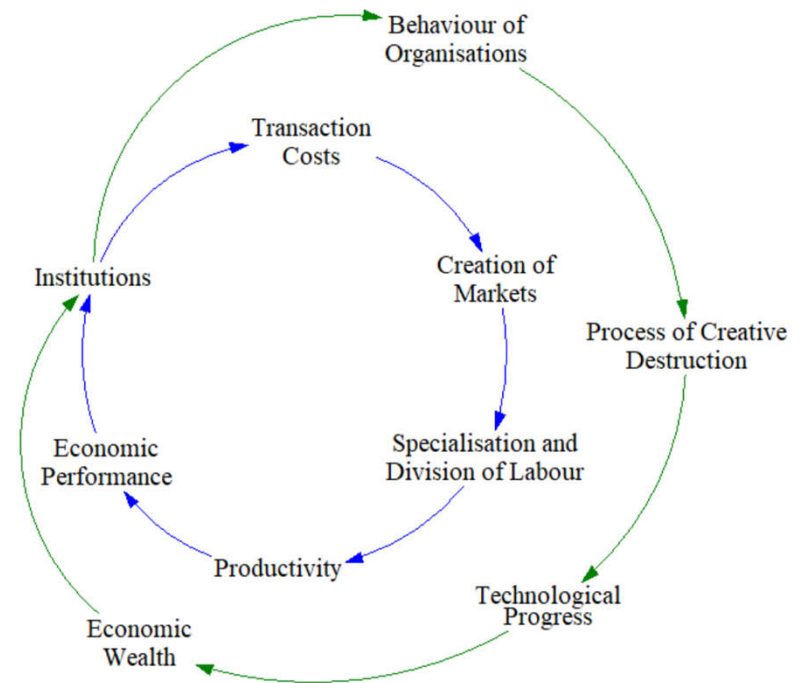 Behaviour of
Organisations
Transaction
Costs
Creation of
Markets
Institutions
Process of Creative
Destruction
Specialisation and
Division of Labour
Economic
Performance
Productivity
Technological
Progress
Economic
Wealth